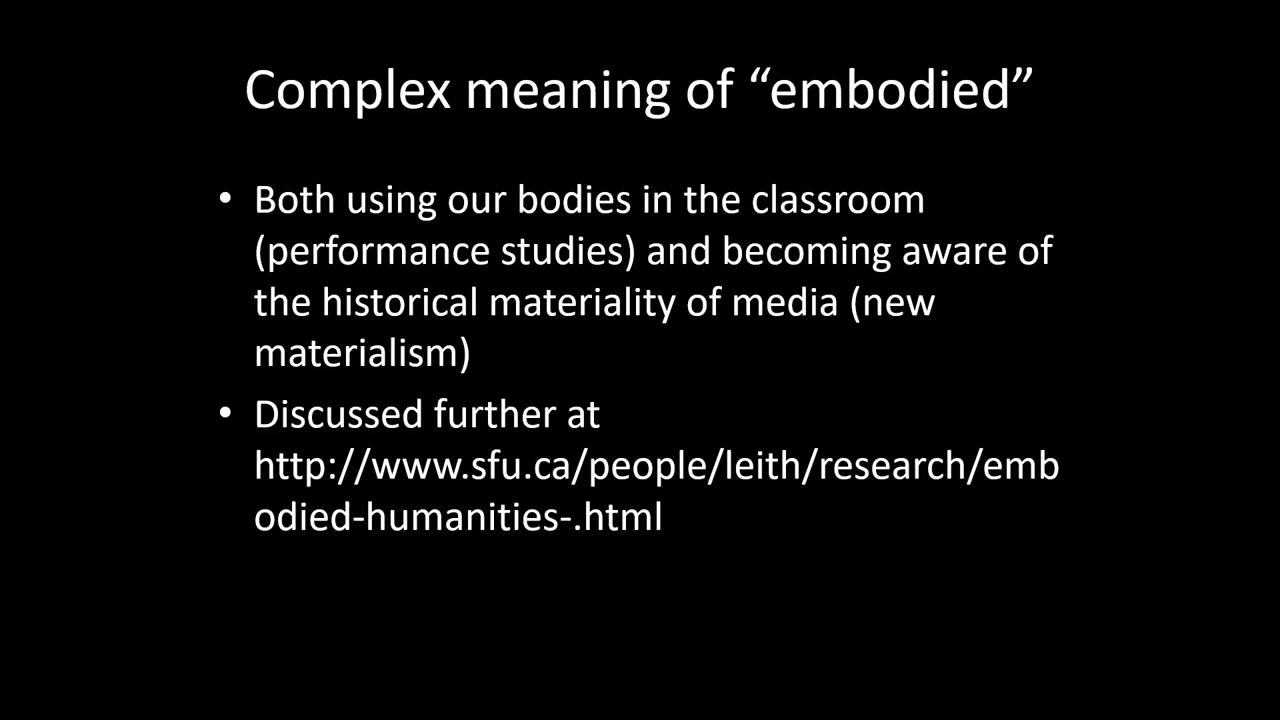 Complex meaning of “embodied”
• Both using our bodies in the classroom
(performance studies) and becoming aware of
the historical materiality of media (new
materialism)
• Discussed further at
http://www.sfu.ca/people/leith/research/emb
odied-humanities-.html